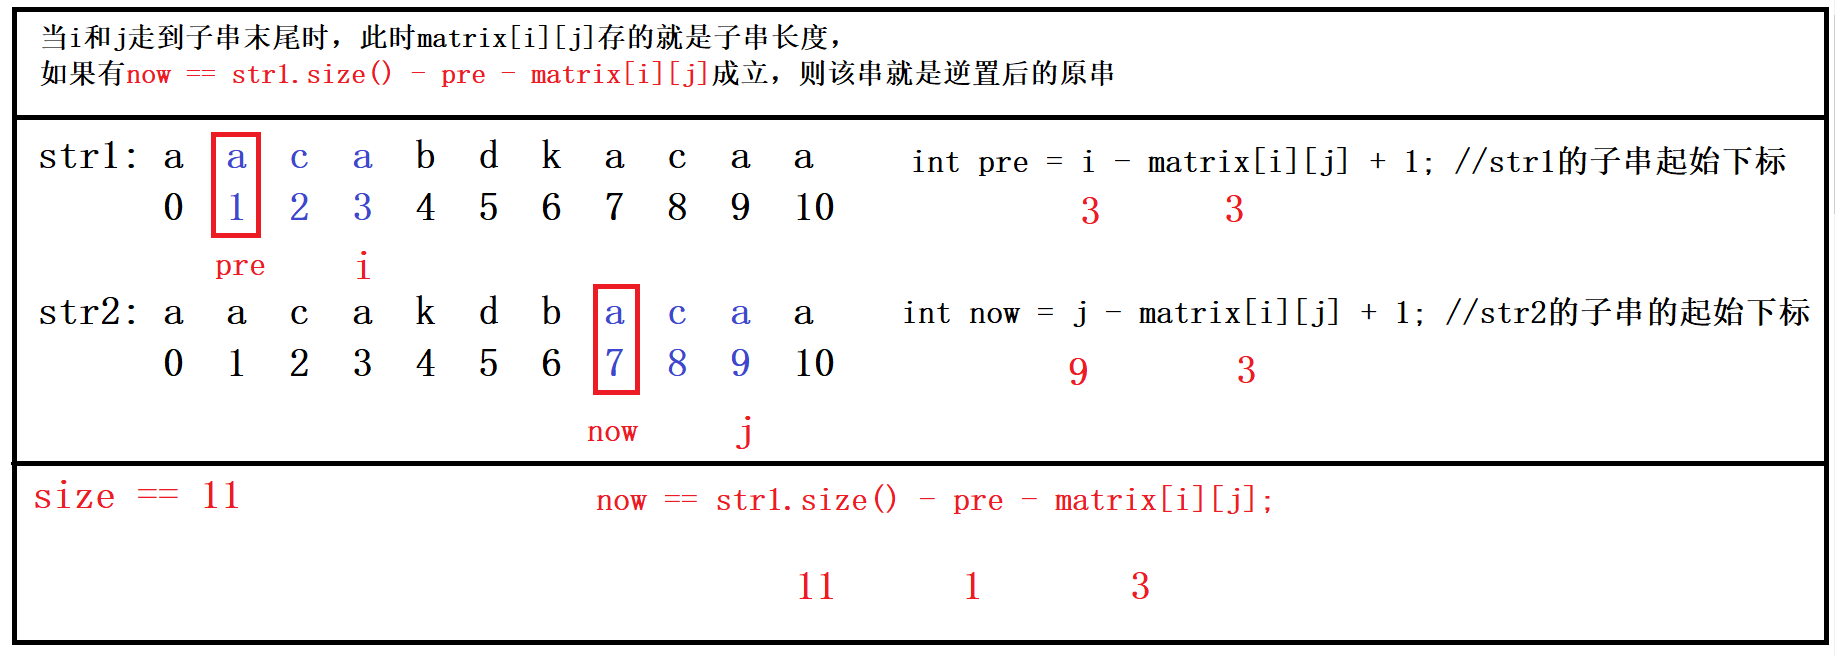 当i和j走到子串末尾时，此时matrix[i][j]存的就是子串长度，
如果有now == str1.size() - pre - matrix[i][j]成立，则该串就是逆置后的原串
str1: a a c a b d k a c a a
int pre = i - matrix[i][j] + 1; //str1的子串起始下标
0 1 2 3 4 5 6 7 8 9 10
3 3
pre i
str2: a a c a k d b a c a a
int now = j - matrix[i][j] + 1; //str2的子串的起始下标
0 1 2 3 4 5 6 7 8 9 10
9 3
now j
size == 11
now == str1.size() - pre - matrix[i][j];
11 1 3